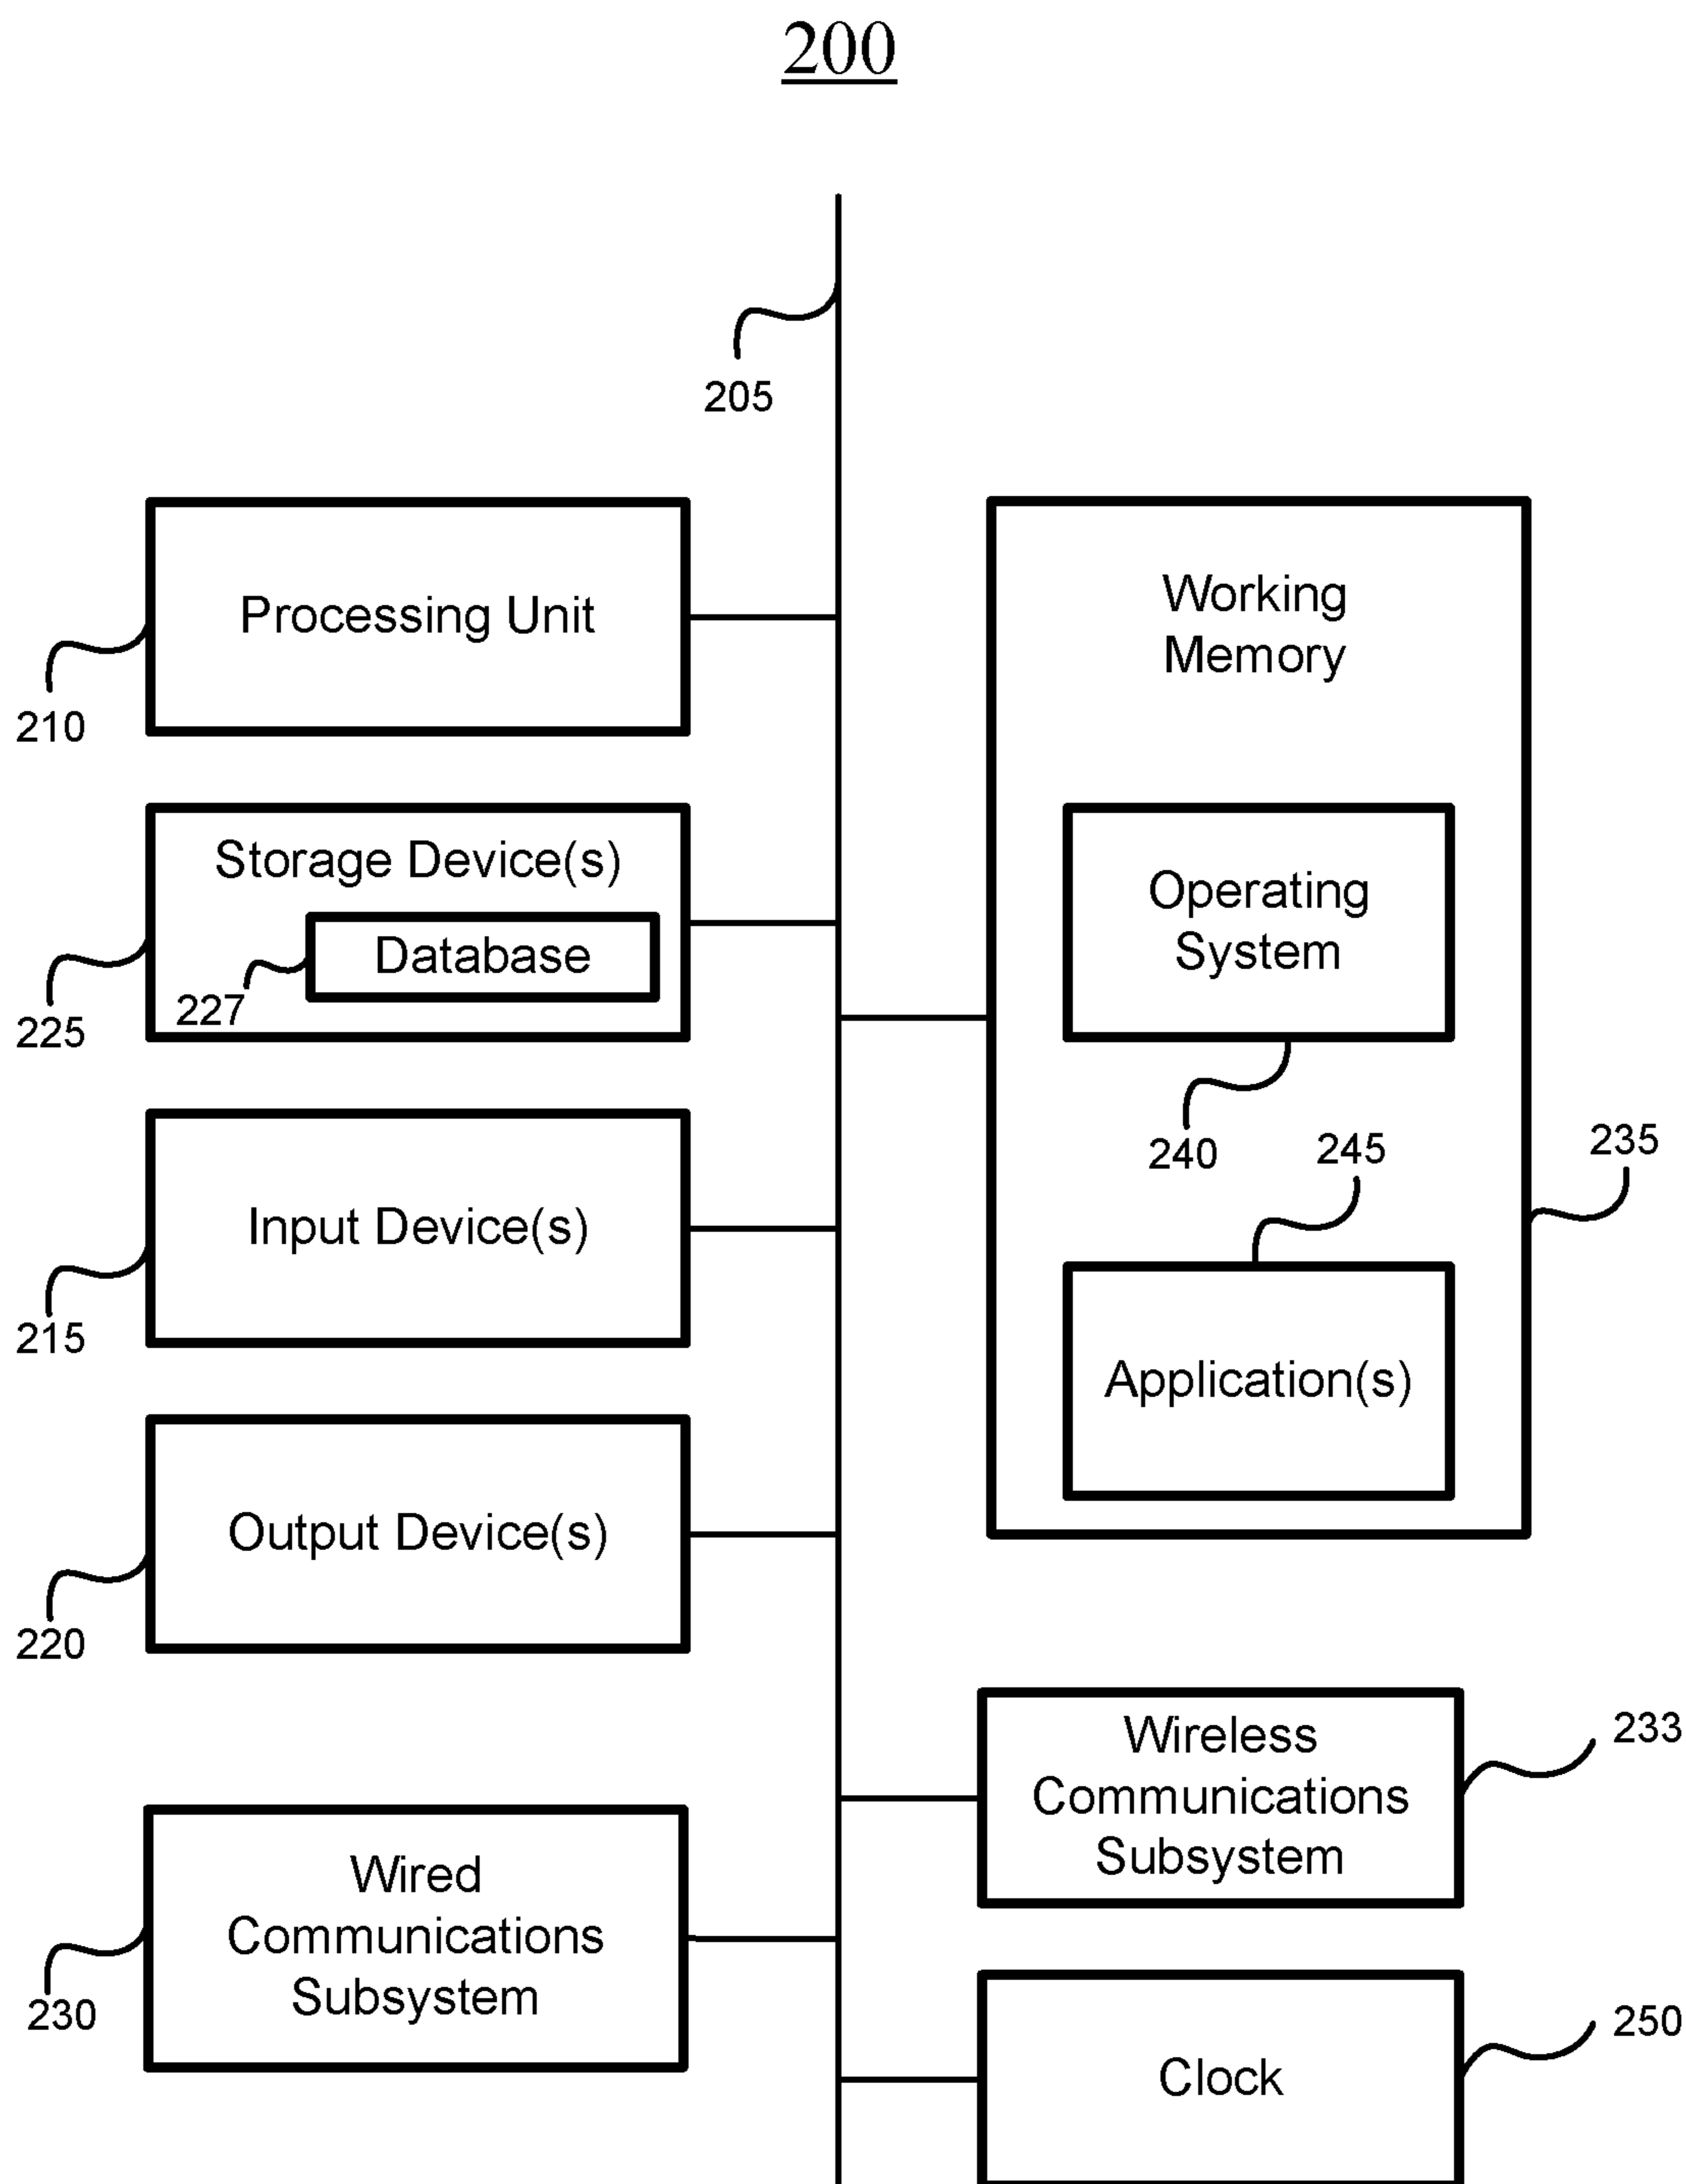 200
205
Processing Unit
210
Storage Device(s)
Database
227
225
Input Device(s)
215
Output Device(s)
220
Wired
Communications
Subsystem
230
Working
Memory
Operating
System
240
245
235
Application(s)
Wireless
Communications
Subsystem
233
Clock
250